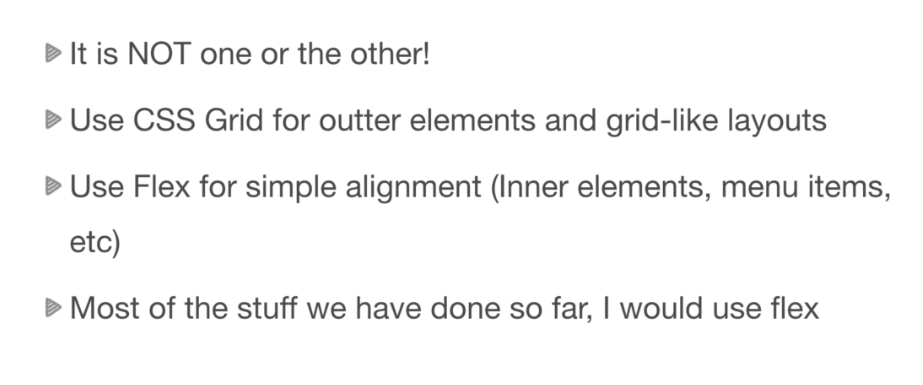 It is NOT one or the other!
Use CSS Grid for outter elements and grid-like layouts
Use Flex for simple alignment (Inner elements, menu items,
etc)
Most of the stuff we have done so far, I would use flex